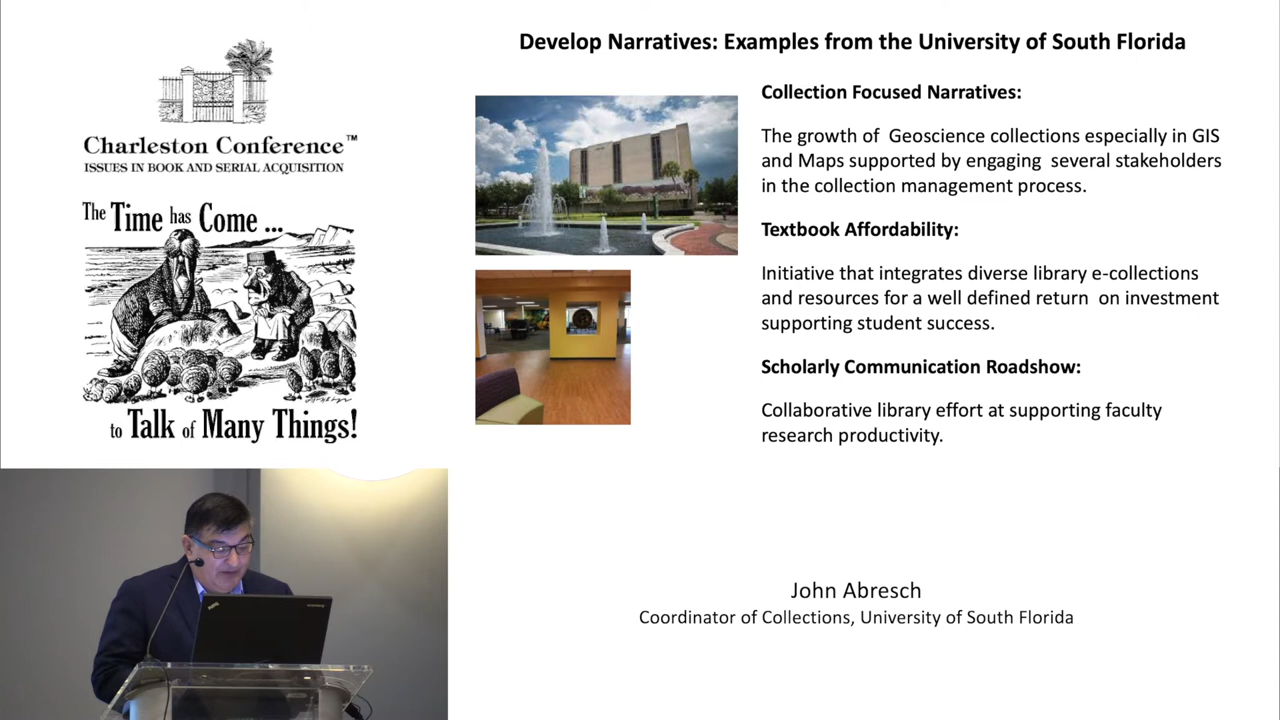 Charleston Conference™
ISSUES IN BOOK AND SERIAL ACQUISITION
The Time has Come ...
to Talk of Many Things!
Develop Narratives: Examples from the University of South Florida
Collection Focused Narratives:
The growth of Geoscience collections especially in GIS
and Maps supported by engaging several stakeholders
in the collection management process.
Textbook Affordability:
Initiative that integrates diverse library e-collections
and resources for a well defined return on investment
supporting student success.
Scholarly Communication Roadshow:
Collaborative library effort at supporting faculty
research productivity.
John Abresch
Coordinator of Collections, University of South Florida